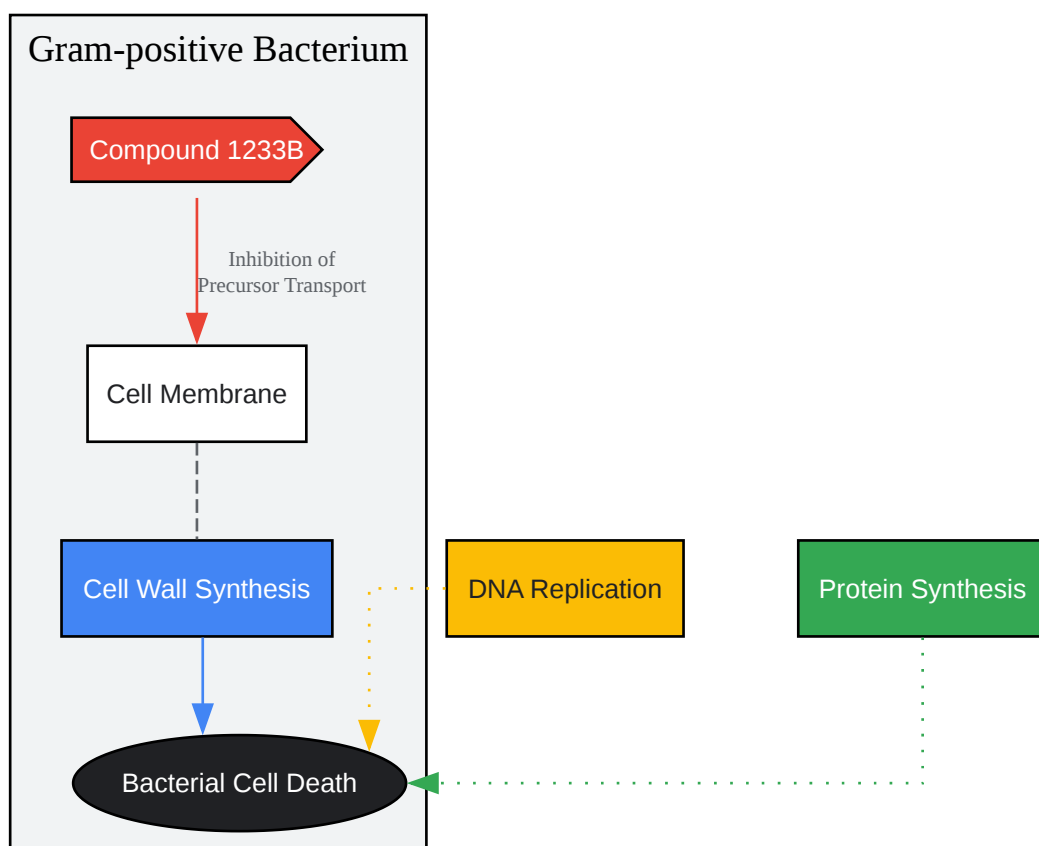 Gram-positive Bacterium
Compound 1233B
Inhibition of
Precursor Transport
Cell Membrane
Cell Wall Synthesis
DNA Replication
Protein Synthesis
Bacterial Cell Death